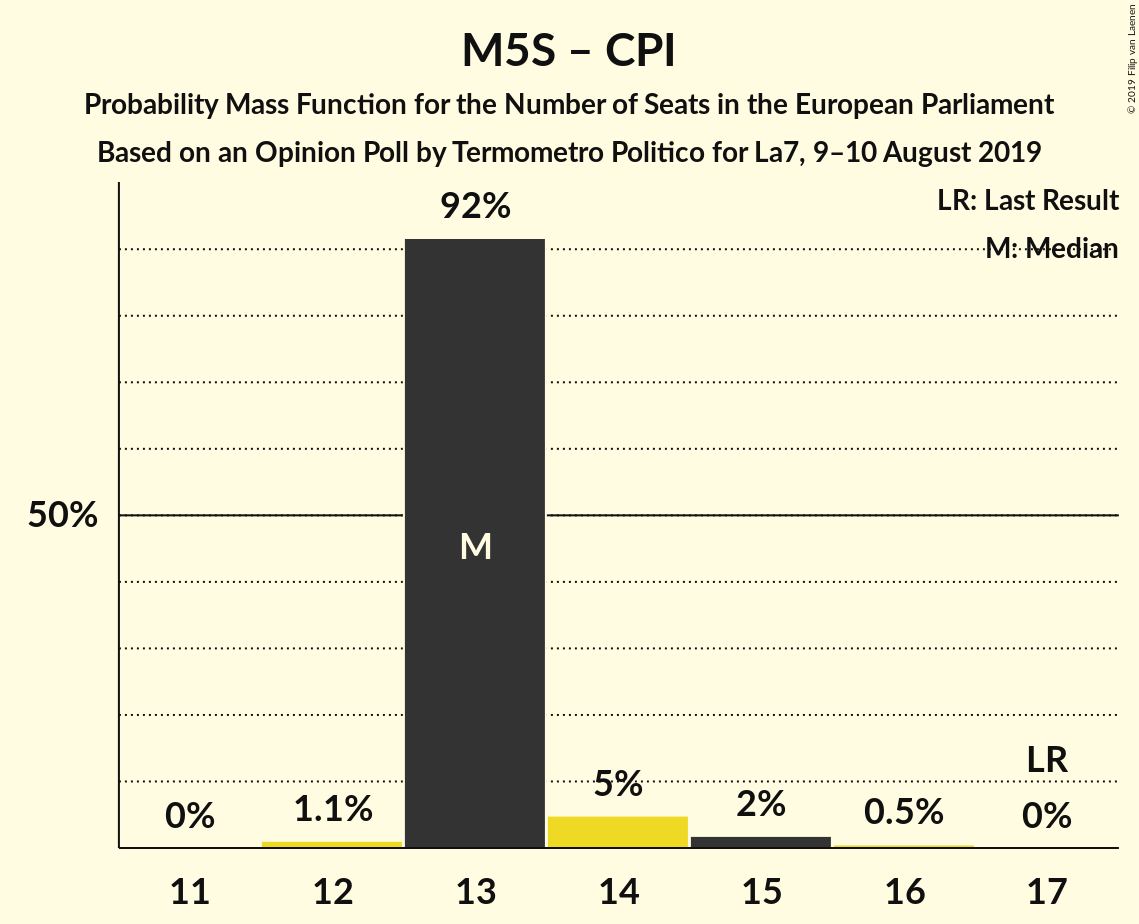 M5S – CPI
Probability Mass Function for the Number of Seats in the European Parliament
Based on an Opinion Poll by Termometro Politico for La7, 9–10 August 2019
© 2019 Filip van Laenen
LR: Last Result
M: Median
92%
50%
M
LR
0%
1.1%
5%
2%
0.5%
0%
11
12
13
14
15
16
17